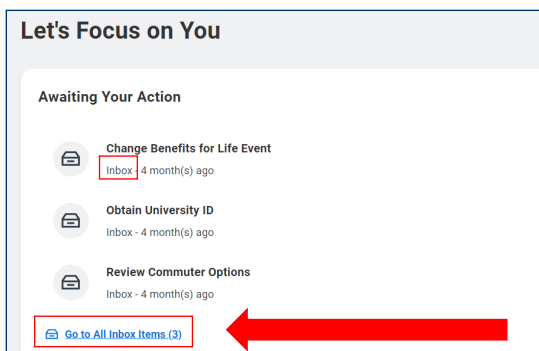 Let's Focus on You
Awaiting Your Action
Change Benefits for Life Event
Inbox - 4 month(s) ago
Obtain University ID
Inbox - 4 month(s) ago
Review Commuter Options
Inbox - 4 month(s) ago
Go to All Inbox Items (3)